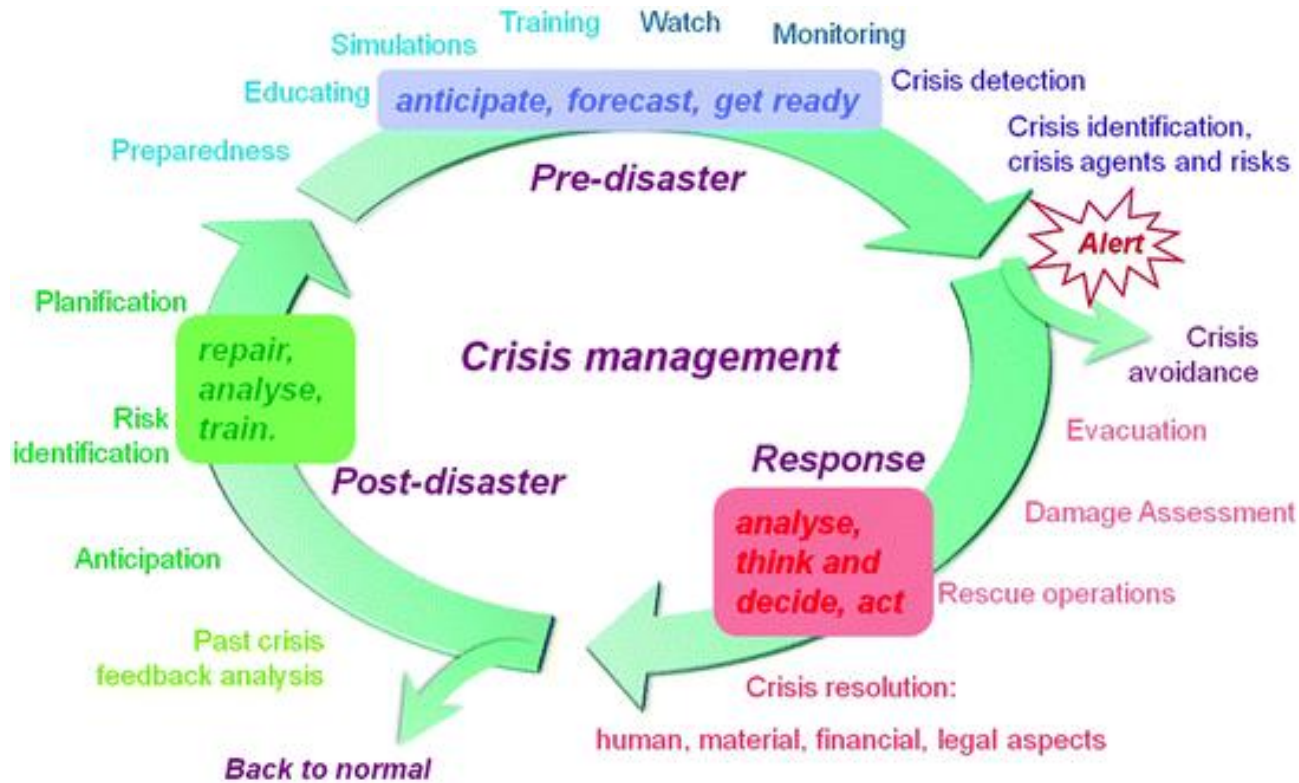 Training
Watch
Monitoring
Simulations
Educating
anticipate, forecast, get ready
Crisis detection
Preparedness
Crisis identification,
crisis agents and risks
Pre-disaster
Alert
Crisis
avoidance
Crisis management
Evacuation
Response
Damage Assessment
analyse,
think and
decide, act
Rescue operations
Crisis resolution:
human, material, financial, legal aspects
Back to normal
Past crisis
feedback analysis
Post-disaster
Anticipation
Risk
identification
repair,
analyse,
train.
Planification